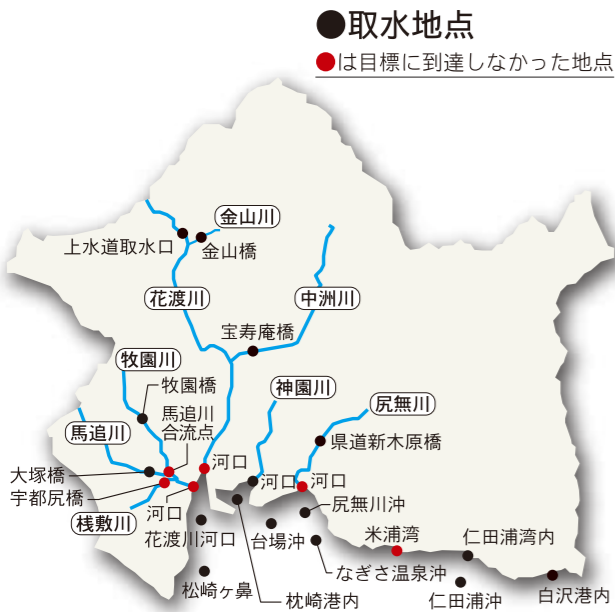 ●取水地点
●は目標に到達しなかった地点
金山川
上水道取水口
金山橋
花渡川
中洲川
宝寿庵橋
牧園川
牧園橋
神園川
尻無川
馬追川
合流点
馬追川
県道新木原橋
大塚橋
宇都尻橋
河口
河口
河口
河口
桟敷川
花渡川河口
台場沖
尻無川沖
米浦湾
仁田浦湾内
なぎさ温泉沖
松崎ヶ鼻
枕崎港内
仁田浦沖
白沢港内